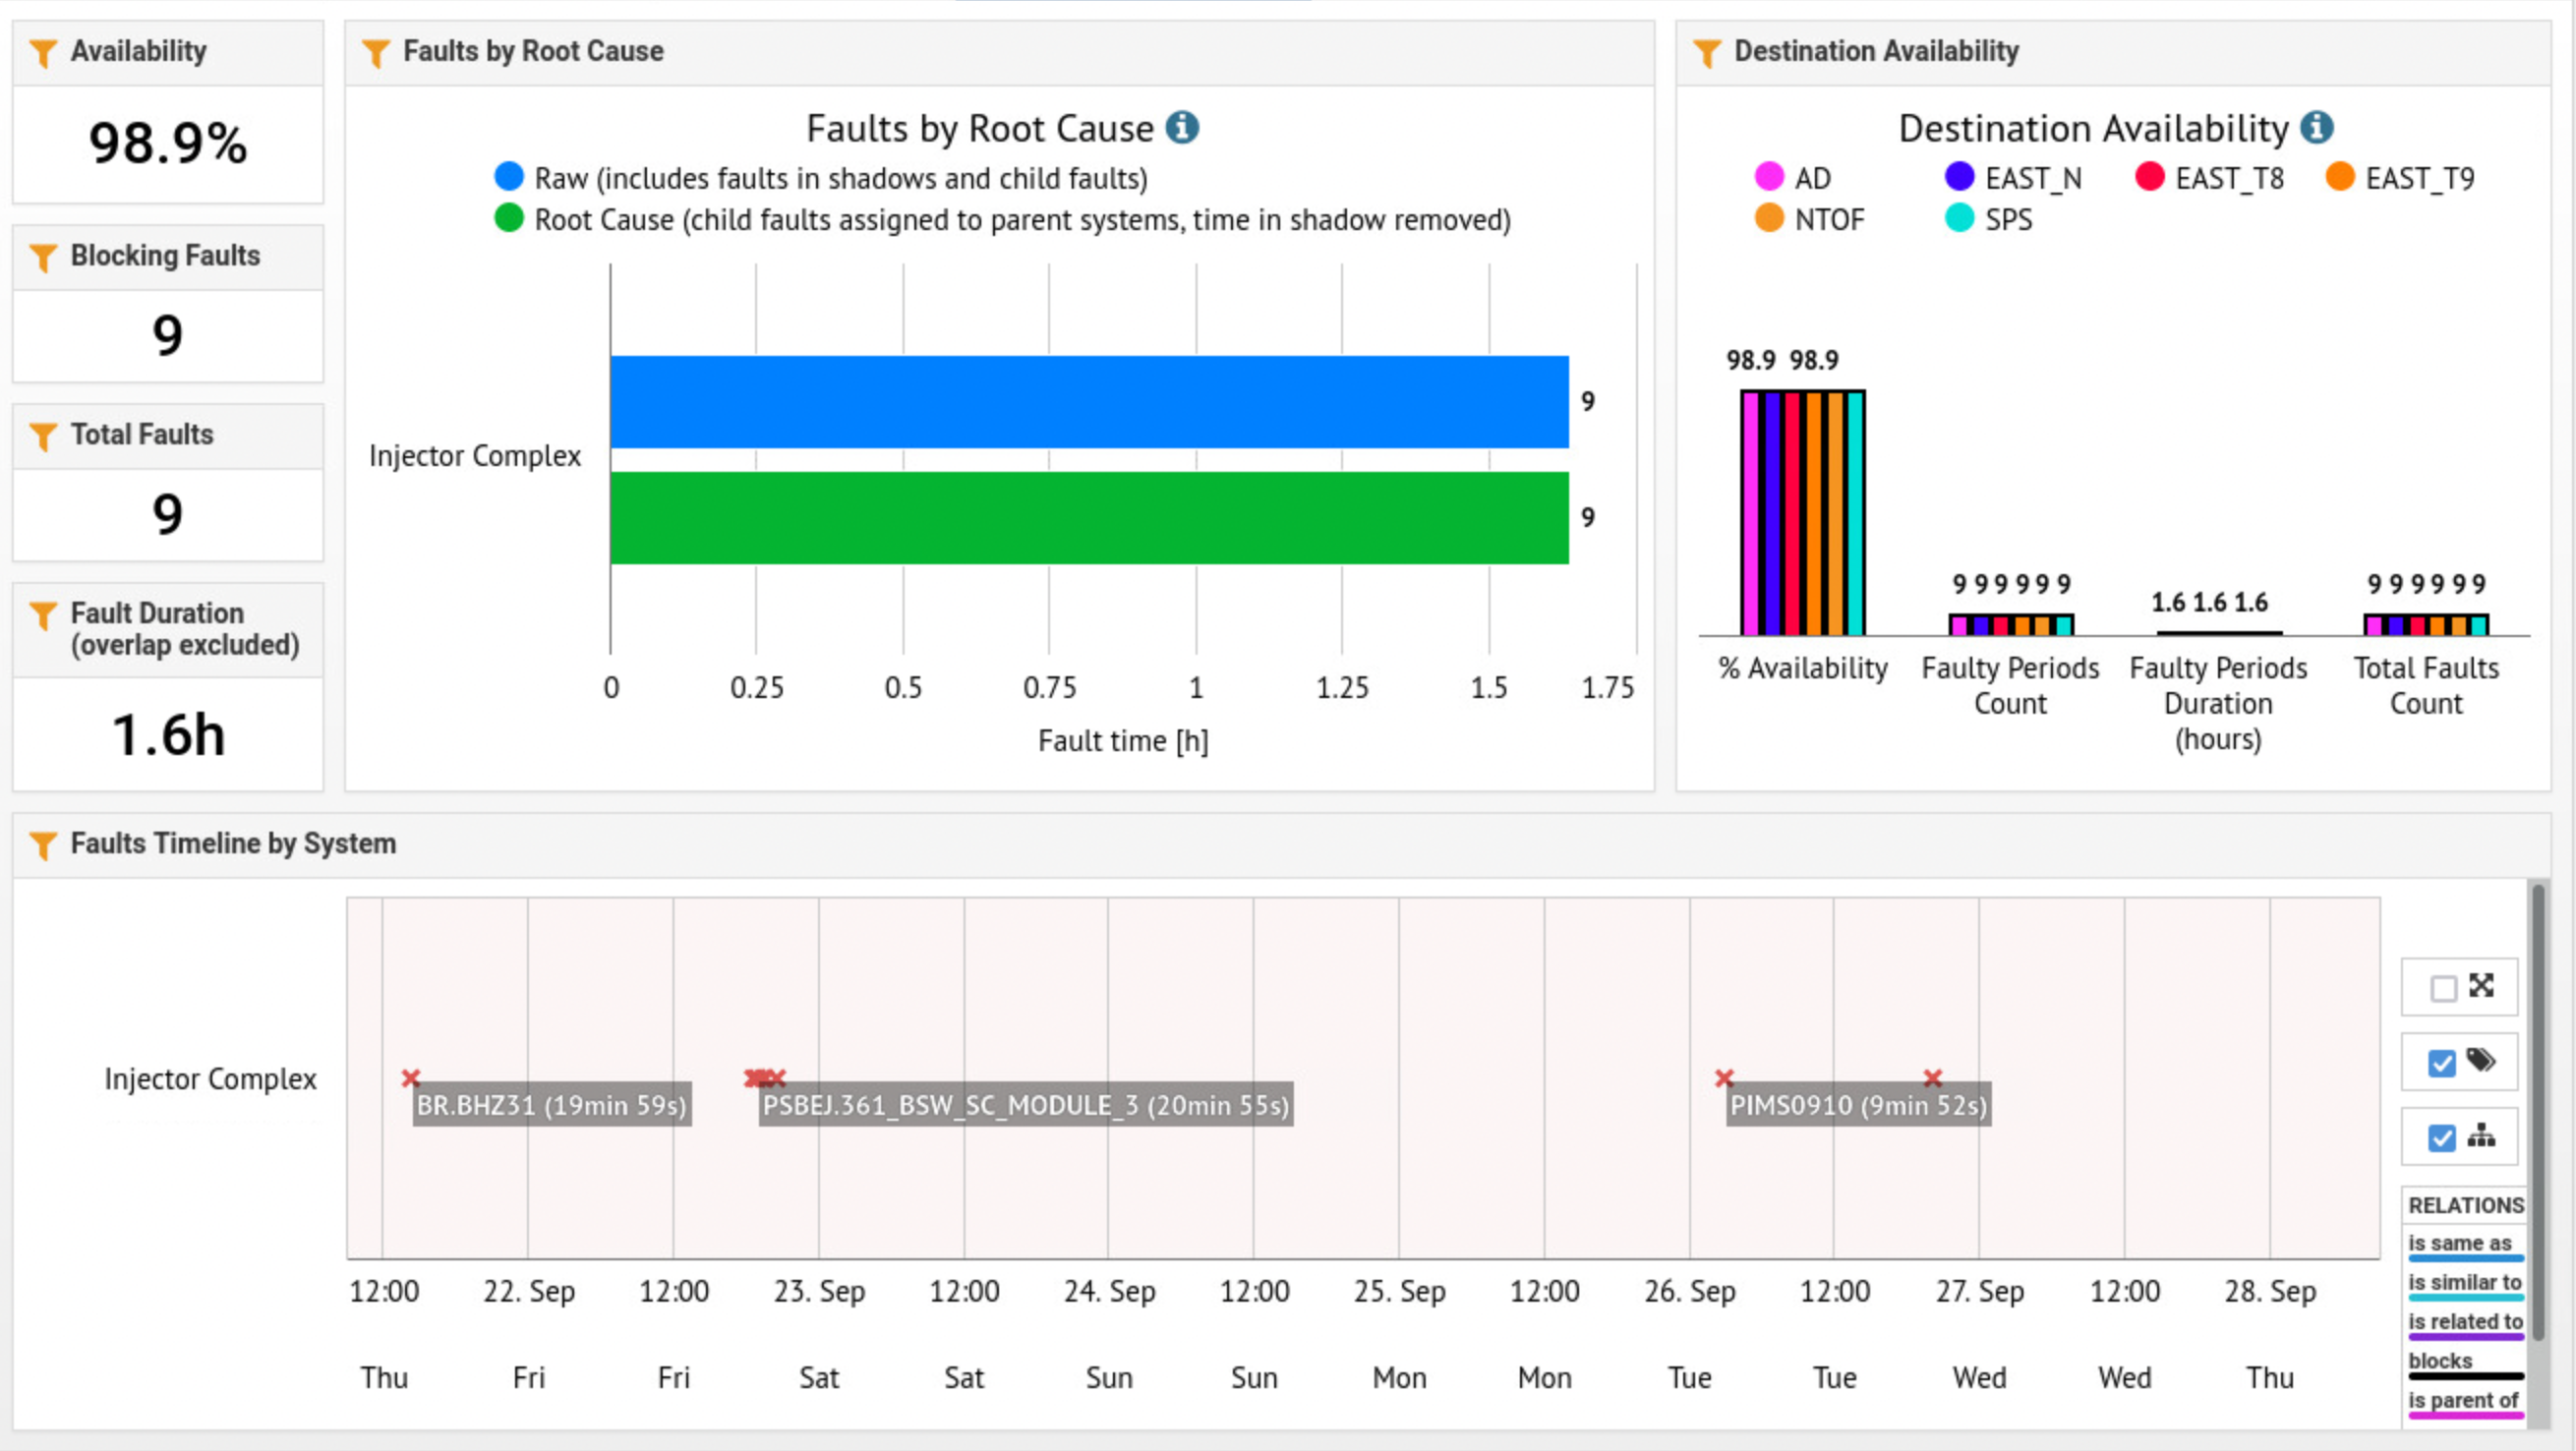 Availability
98.9%
Blocking Faults
9
Total Faults
9
Fault Duration
(overlap excluded)
1.6h
Faults by Root Cause
Faults by Root Cause
Raw (includes faults in shadows and child faults)
Root Cause (child faults assigned to parent systems, time in shadow removed)
Injector Complex
9
9
0 0.25 0.5 0.75 1 1.25 1.5 1.75
Fault time [h]
Destination Availability
Destination Availability
AD EAST_N EAST_T8 EAST_T9
NTOF SPS
98.9 98.9
9 9 9 9 9 9
1.6 1.6 1.6
9 9 9 9 9 9
% Availability
Faulty Periods
Count
Faulty Periods
Duration
(hours)
Total Faults
Count
Faults Timeline by System
Injector Complex
BR.BHZ31 (19min 59s)
PSBEJ.361_BSW_SC_MODULE_3 (20min 55s)
PIMS0910 (9min 52s)
12:00 22. Sep 12:00 23. Sep 12:00 24. Sep 12:00 25. Sep 12:00 26. Sep 12:00 27. Sep 12:00 28. Sep
Thu Fri Fri Sat Sat Sun Sun Mon Mon Tue Tue Wed Wed Thu
RELATIONS
is same as
is similar to
is related to
blocks
is parent of